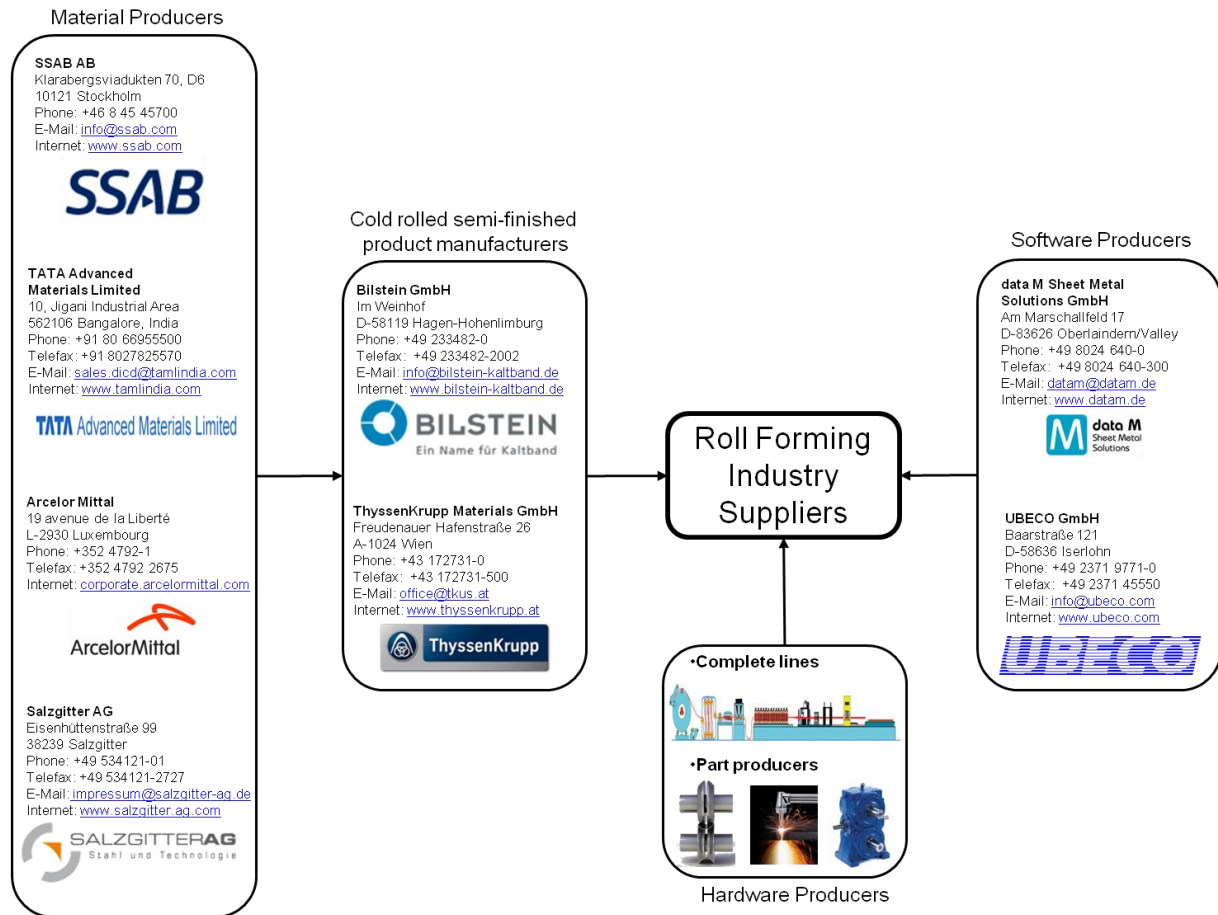 Material Producers
SSAB AB
Klarabergsviadukten 70, D6
10121 Stockholm
Phone: +46 8 45 45700
E-Mail: info@ssab.com
Internet: www.ssab.com
SSAB
TATA Advanced
Materials Limited
10, Jigani Industrial Area
562106 Bangalore, India
Phone: +91 80 66955500
Telefax: +91 8027825570
E-Mail: sales.dicd@tamlindia.com
Internet: www.tamlindia.com
TATA Advanced Materials Limited
Arcelor Mittal
19 avenue de la Liberté
L-2930 Luxembourg
Phone: +352 4792-1
Telefax: +352 4792 2675
Internet: corporate.arcelormittal.com
ArcelorMittal
Salzgitter AG
Eisenhüttenstraße 99
38239 Salzgitter
Phone: +49 534121-01
Telefax: +49 534121-2727
E-Mail: impressum@salzgitter-ag.de
Internet: www.salzgitter.ag.com
SALZGITTERAG
Stahl und Technologie
Cold rolled semi-finished
product manufacturers
Bilstein GmbH
Im Weinhof
D-58119 Hagen-Hohenlimburg
Phone: +49 233482-0
Telefax: +49 233482-2002
E-Mail: info@bilstein-kaltband.de
Internet: www.bilstein-kaltband.de
BILSTEIN
Ein Name für Kaltband
ThyssenKrupp Materials GmbH
Freudenauer Hafenstraße 26
A-1024 Wien
Phone: +43 172731-0
Telefax: +43 172731-500
E-Mail: office@tkus.at
Internet: www.thyssenkrupp.at
ThyssenKrupp
Roll Forming
Industry
Suppliers
•Complete lines
•Part producers
Hardware Producers
Software Producers
data M Sheet Metal
Solutions GmbH
Am Marschallfeld 17
D-83626 Oberlaindern/Valley
Phone: +49 8024 640-0
Telefax: +49 8024 640-300
E-Mail: datam@datam.de
Internet: www.datam.de
M data M
Sheet Metal
Solutions
UBECO GmbH
Baarstraße 121
D-58636 Iserlohn
Phone: +49 2371 9771-0
Telefax: +49 2371 45550
E-Mail: info@ubeco.com
Internet: www.ubeco.com
UBECO